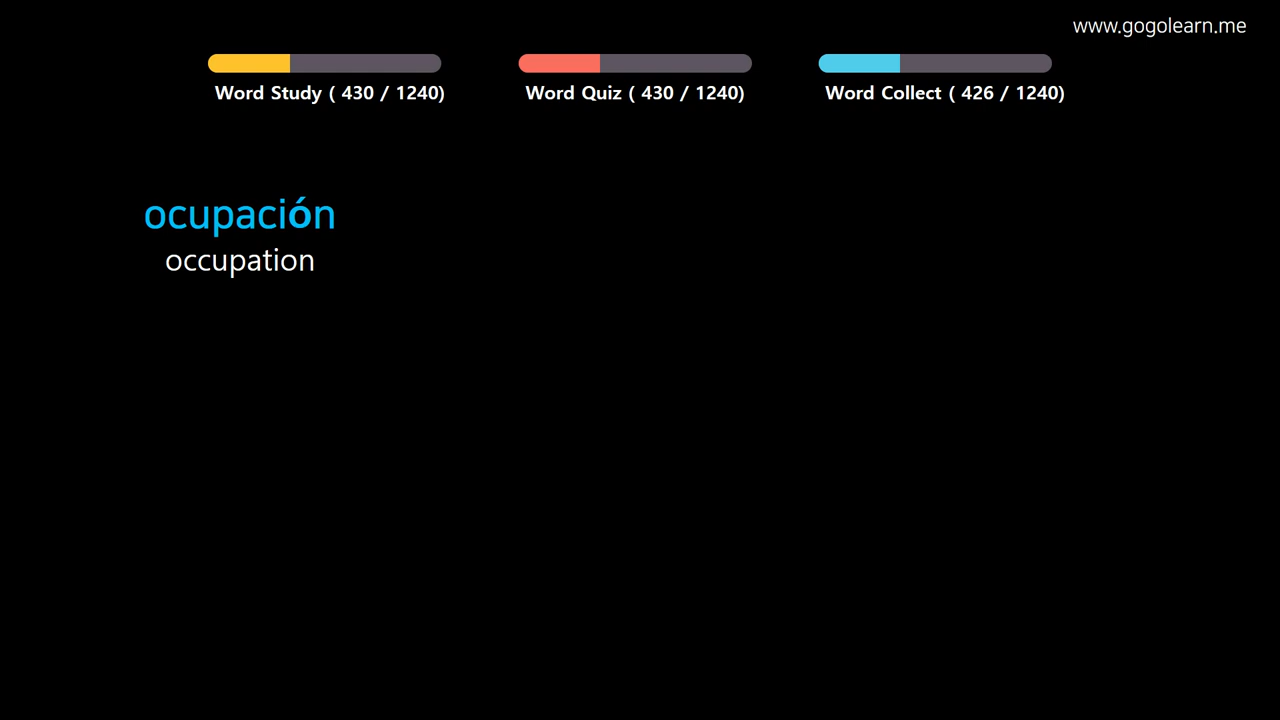 www.gogolearn.me
Word Study ( 430 / 1240)
Word Quiz ( 430 / 1240)
Word Collect ( 426 / 1240)
ocupación
occupation